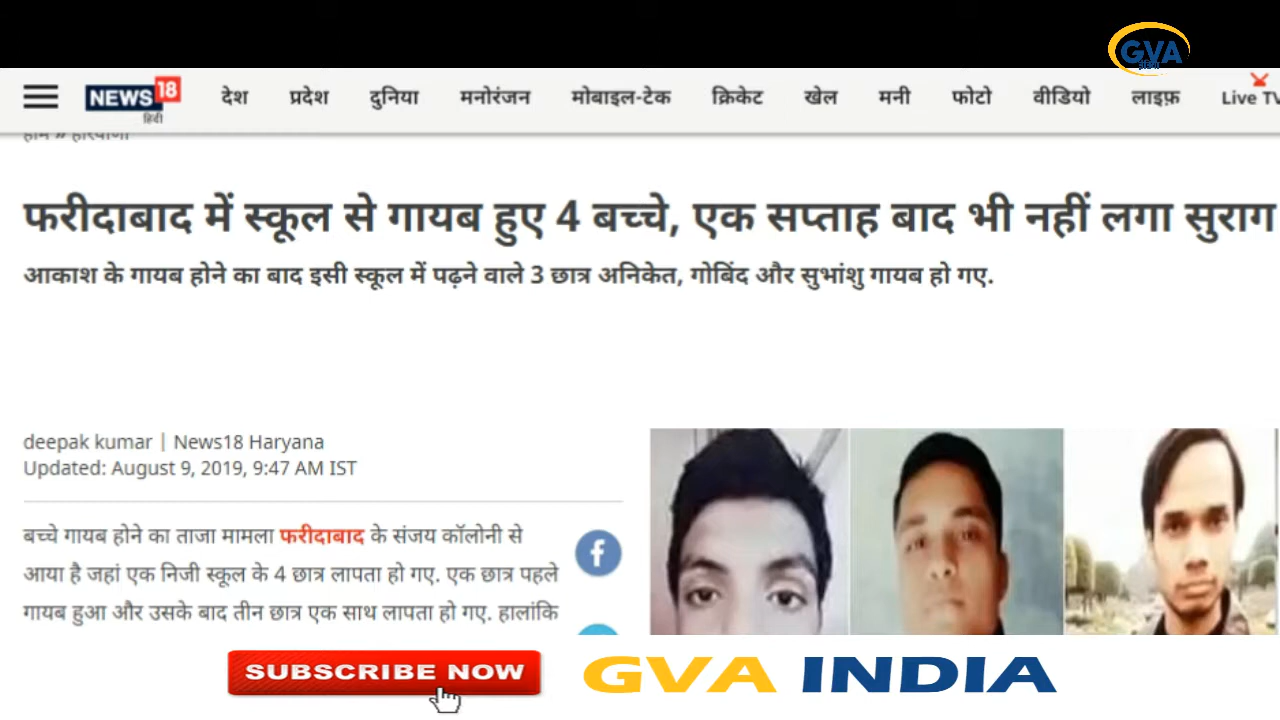 GVA
इंडिया
NEWS 18
हिंदी
देश प्रदेश दुनिया मनोरंजन मोबाइल-टेक क्रिकेट खेल मनी फोटो वीडियो लाइफ़ Live TV
होम » हरियाणा
फरीदाबाद में स्कूल से गायब हुए 4 बच्चे, एक सप्ताह बाद भी नहीं लगा सुराग
आकाश के गायब होने का बाद इसी स्कूल में पढ़ने वाले 3 छात्र अनिकेत, गोबिंद और सुभांशु गायब हो गए.
deepak kumar | News18 Haryana
Updated: August 9, 2019, 9:47 AM IST
बच्चे गायब होने का ताजा मामला फरीदाबाद के संजय कॉलोनी से
आया है जहां एक निजी स्कूल के 4 छात्र लापता हो गए. एक छात्र पहले
गायब हुआ और उसके बाद तीन छात्र एक साथ लापता हो गए. हालांकि
f
SUBSCRIBE NOW
GVA INDIA